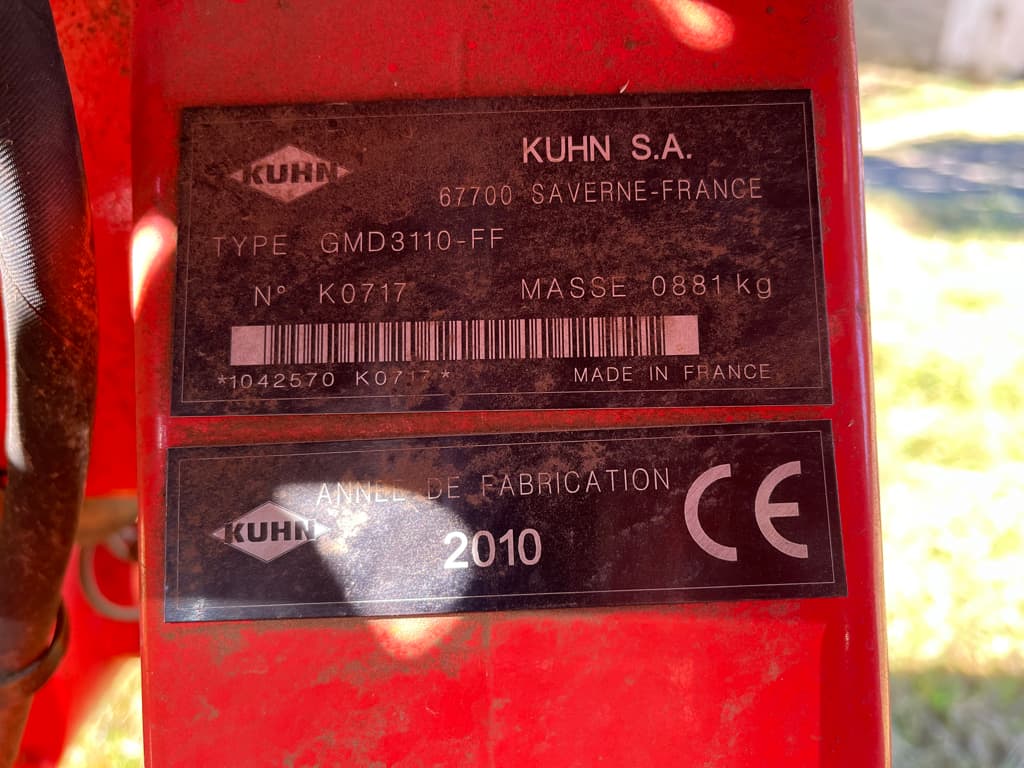 KUHN
KUHN S.A.
67700 SAVERNE-FRANCE
TYPE GMD3110-FF
N° K0717
MASSE 0881 kg
*1042570 K0717*
MADE IN FRANCE
ANNÉE DE FABRICATION
KUHN
2010
CE